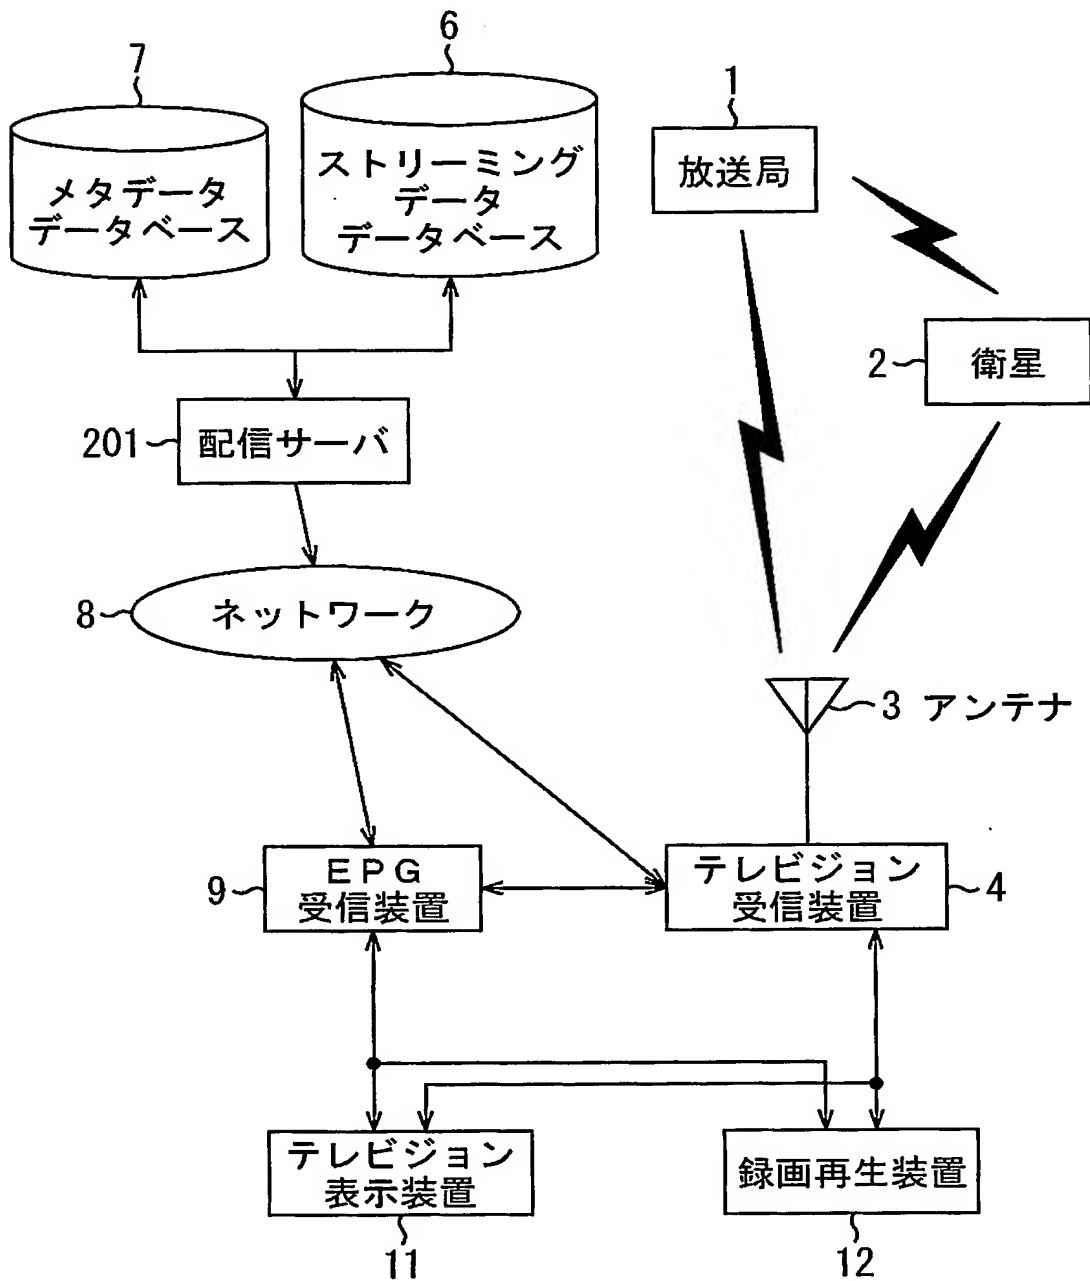 6
7
1
メタデータ
データベース
ストリーミング
データ
データベース
放送局
2
衛星
201
配信サーバ
8
ネットワーク
3 アンテナ
9
ＥＰＧ
受信装置
テレビジョン
受信装置
4
テレビジョン
表示装置
録画再生装置
11
12